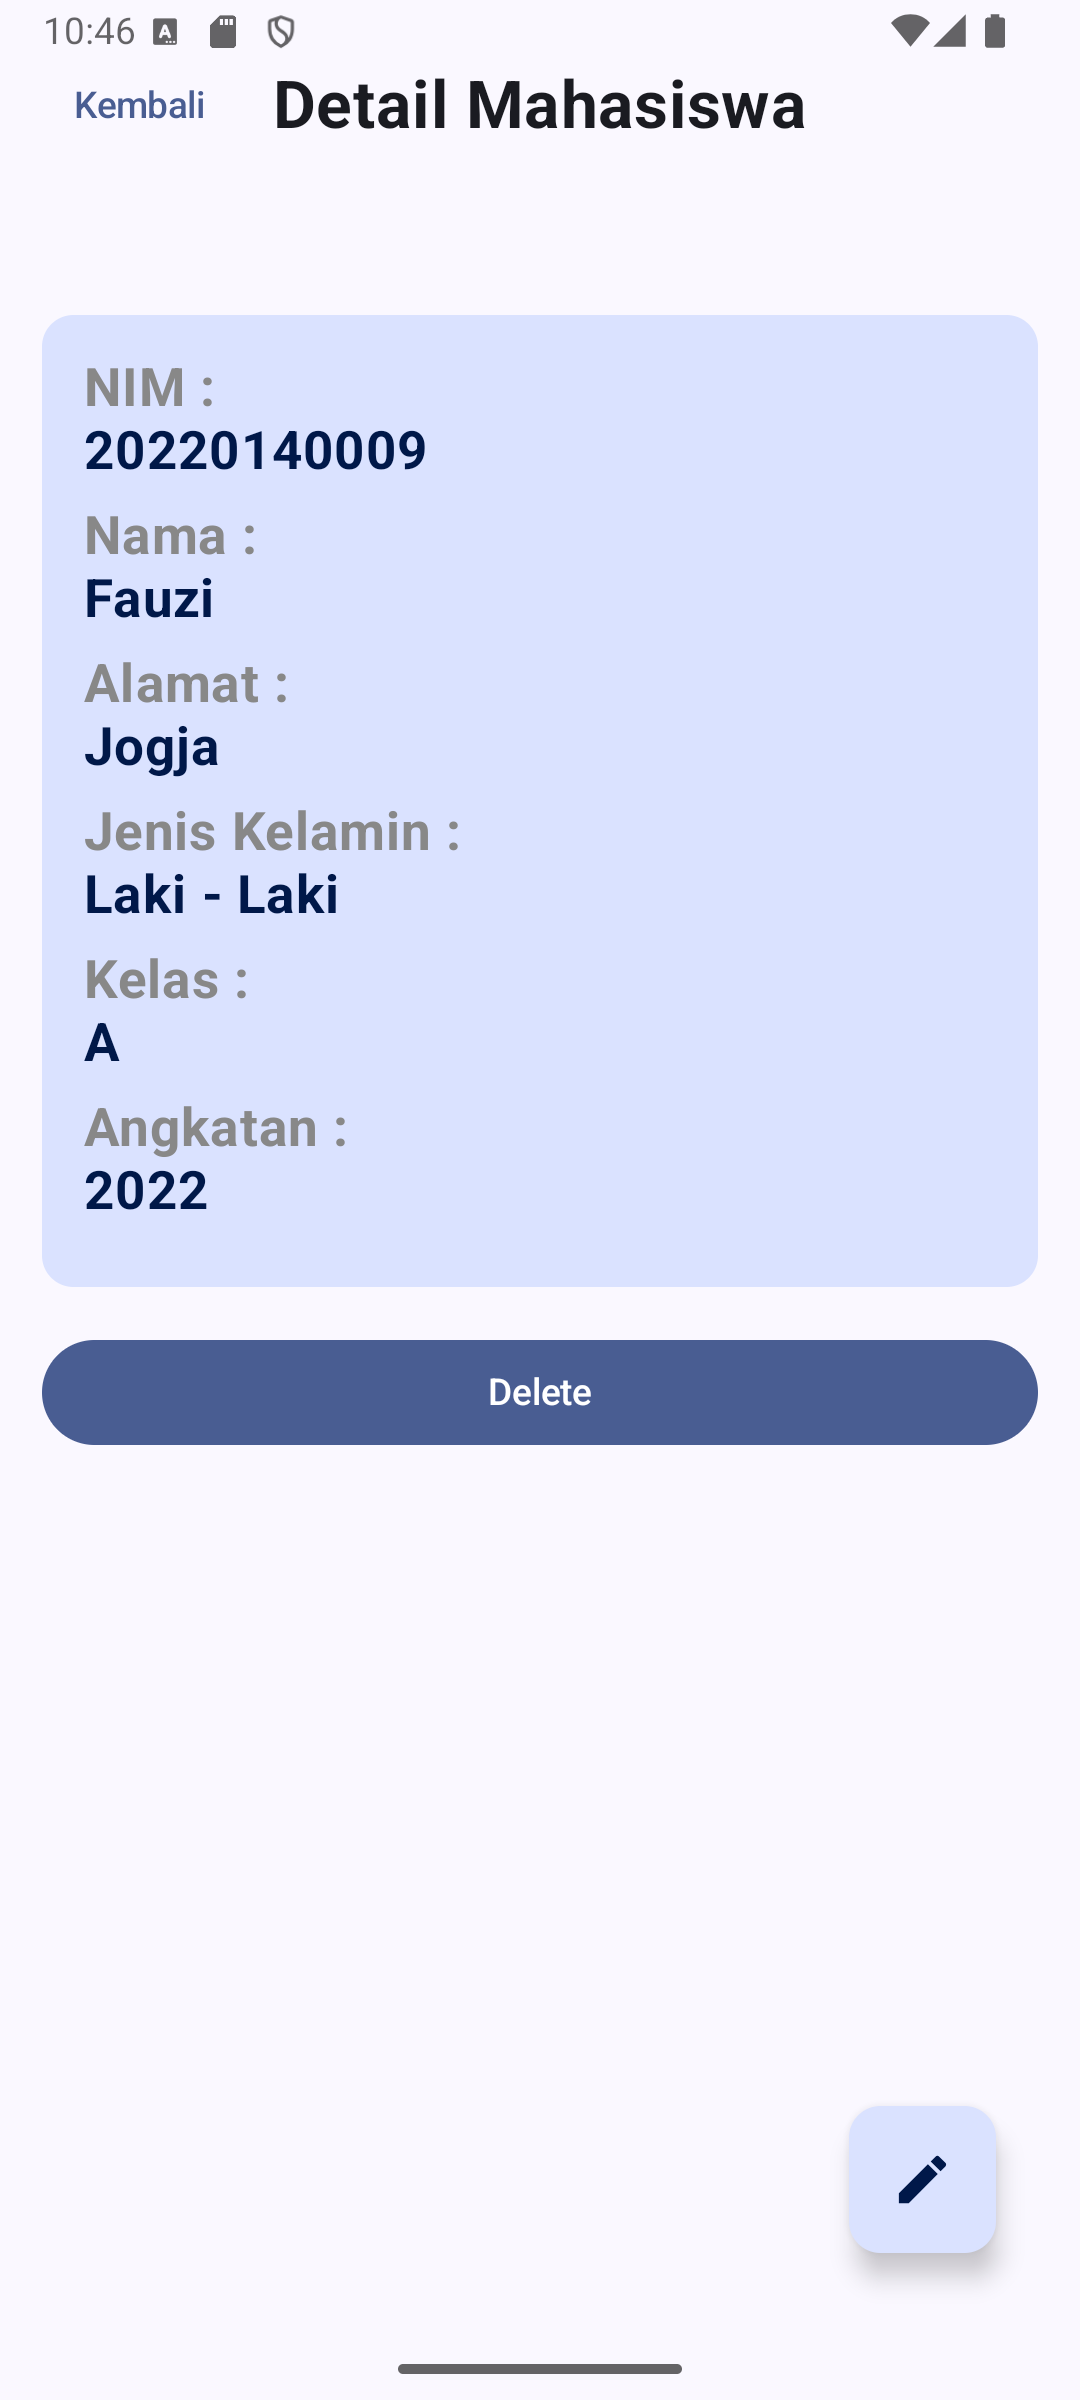 10:46
Kembali
Detail Mahasiswa
NIM :
20220140009
Nama :
Fauzi
Alamat :
Jogja
Jenis Kelamin :
Laki - Laki
Kelas :
A
Angkatan :
2022
Delete